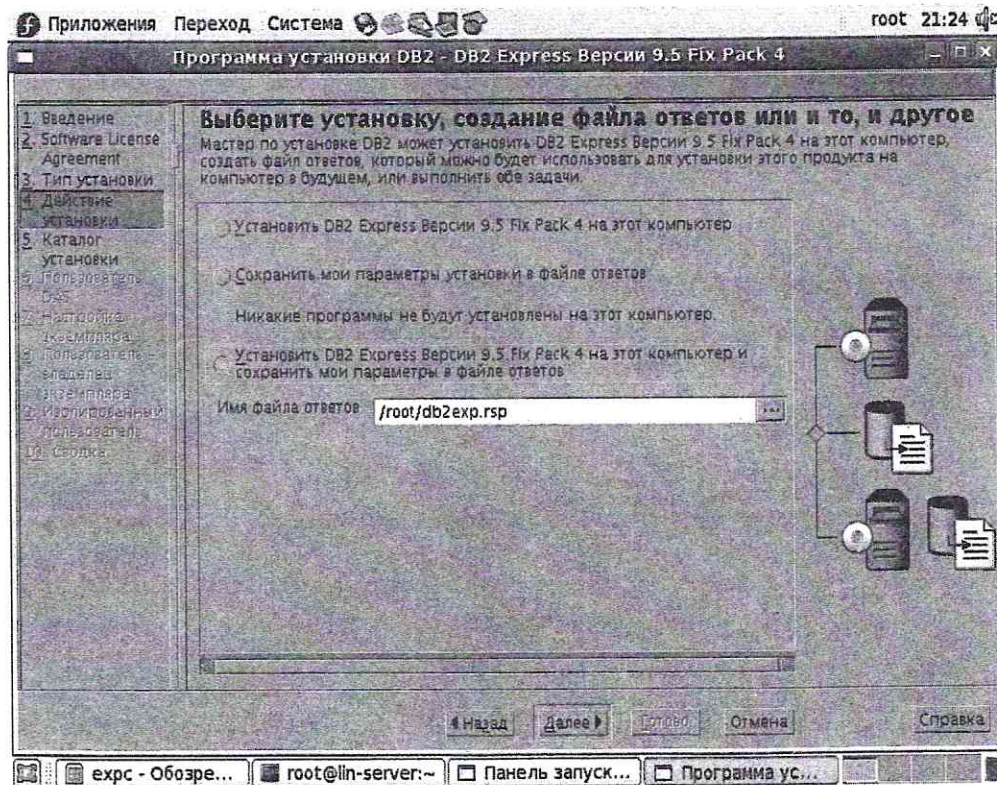 Приложения Переход Система
root 21:24
Программа установки DB2 - DB2 Express Версии 9.5 Fix Pack 4
1. Введение
2. Software License
Agreement
3. Тип установки
4. Действие
установки
5. Каталог
установки
6. Пользователь
DAS
7. Настройка
экземпляра
8. Пользователь
владелец
экземпляра
9. Изолированный
пользователь
10. Сводка
Выберите установку, создание файла ответов или и то, и другое
Мастер по установке DB2 может установить DB2 Express Версии 9.5 Fix Pack 4 на этот компьютер,
создать файл ответов, который можно будет использовать для установки этого продукта на
компьютер в будущем, или выполнить обе задачи.
Установить DB2 Express Версии 9.5 Fix Pack 4 на этот компьютер
Сохранить мои параметры установки в файле ответов
Никакие программы не будут установлены на этот компьютер.
Установить DB2 Express Версии 9.5 Fix Pack 4 на этот компьютер и
сохранить мои параметры в файле ответов
Имя файла ответов /root/db2exp.rsp ...
Назад Далее Готово Отмена Справка
expc - Обозре... root@lin-server:~ Панель запуск... Программа ус...